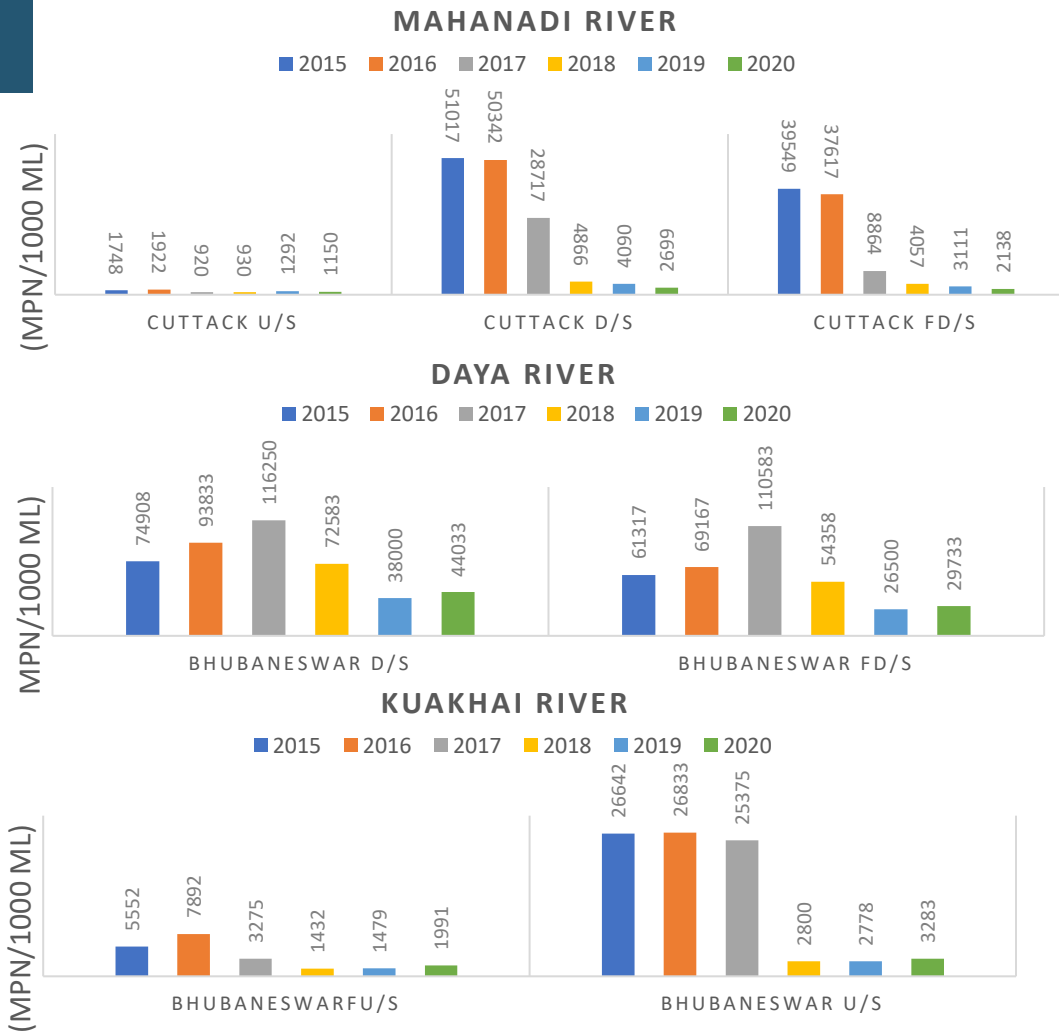 MAHANADI RIVER
2015 2016 2017 2018 2019 2020
(MPN/1000 ML)
1748 1922 920 930 1292 1150
51017 50342 28717 4866 4060 2669
39549 37617 8864 4057 3111 2138
CUTTACK U/S CUTTACK D/S CUTTACK FD/S
DAYA RIVER
2015 2016 2017 2018 2019 2020
MPN/1000 ML)
74908 93833 116250 72583 38000 44033
61317 69167 110583 54358 26500 29733
BHUBANESWAR D/S BHUBANESWAR FD/S
KUAKHAI RIVER
2015 2016 2017 2018 2019 2020
(MPN/1000 ML)
5552 7892 3275 1432 1479 1991
26642 26833 25375 2800 2778 3283
BHUBANESWARFU/S BHUBANESWAR U/S